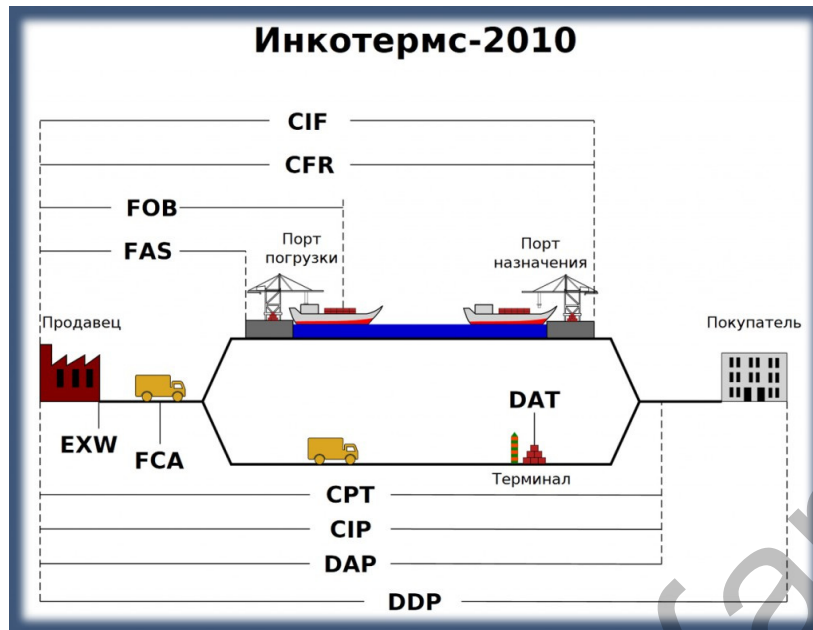 Инкотермс-2010
CIF
CFR
FOB
FAS
Порт
погрузки
Порт
назначения
Продавец
Покупатель
EXW
FCA
DAT
Терминал
CPT
CIP
DAP
DDP